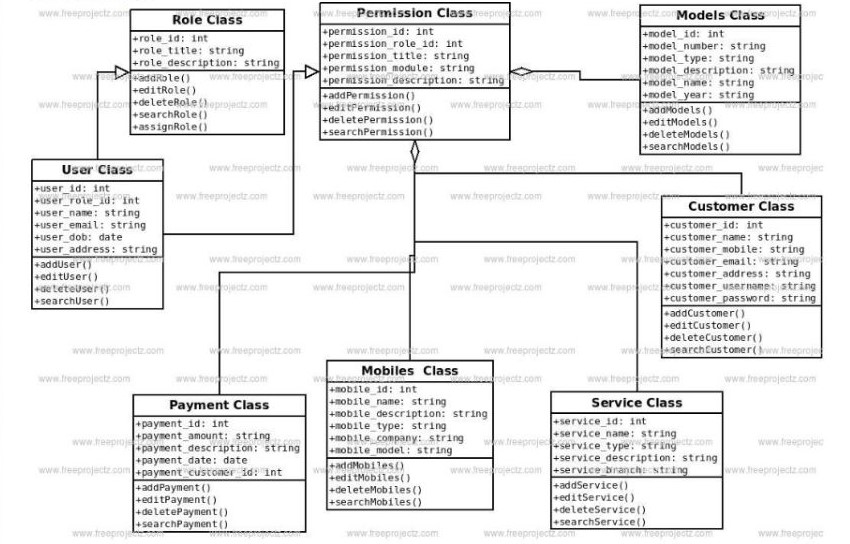 Role Class
+role_id: int
+role_title: string
+role_description: string
+addRole()
+editRole()
+deleteRole()
+searchRole()
+assignRole()
Permission Class
+permission_id: int
+permission_role_id: int
+permission_title: string
+permission_module: string
+permission_description: string
+addPermission()
+editPermission()
+deletePermission()
+searchPermission()
Models Class
+model_id: int
+model_number: string
+model_type: string
+model_description: string
+model_name: string
+model_year: string
+addModels()
+editModels()
+deleteModels()
+searchModels()
User Class
+user_id: int
+user_role_id: int
+user_name: string
+user_email: string
+user_dob: date
+user_address: string
+addUser()
+editUser()
+deleteUser()
+searchUser()
Customer Class
+customer_id: int
+customer_name: string
+customer_mobile: string
+customer_email: string
+customer_address: string
+customer_username: string
+customer_password: string
+addCustomer()
+editCustomer()
+deleteCustomer()
+searchCustomer()
Payment Class
+payment_id: int
+payment_amount: string
+payment_description: string
+payment_date: date
+payment_customer_id: int
+addPayment()
+editPayment()
+deletePayment()
+searchPayment()
Mobiles Class
+mobile_id: int
+mobile_name: string
+mobile_description: string
+mobile_type: string
+mobile_company: string
+mobile_model: string
+addMobiles()
+editMobiles()
+deleteMobiles()
+searchMobiles()
Service Class
+service_id: int
+service_name: string
+service_type: string
+service_description: string
+service_branch: string
+addService()
+editService()
+deleteService()
+searchService()
www.freeprojectz.com